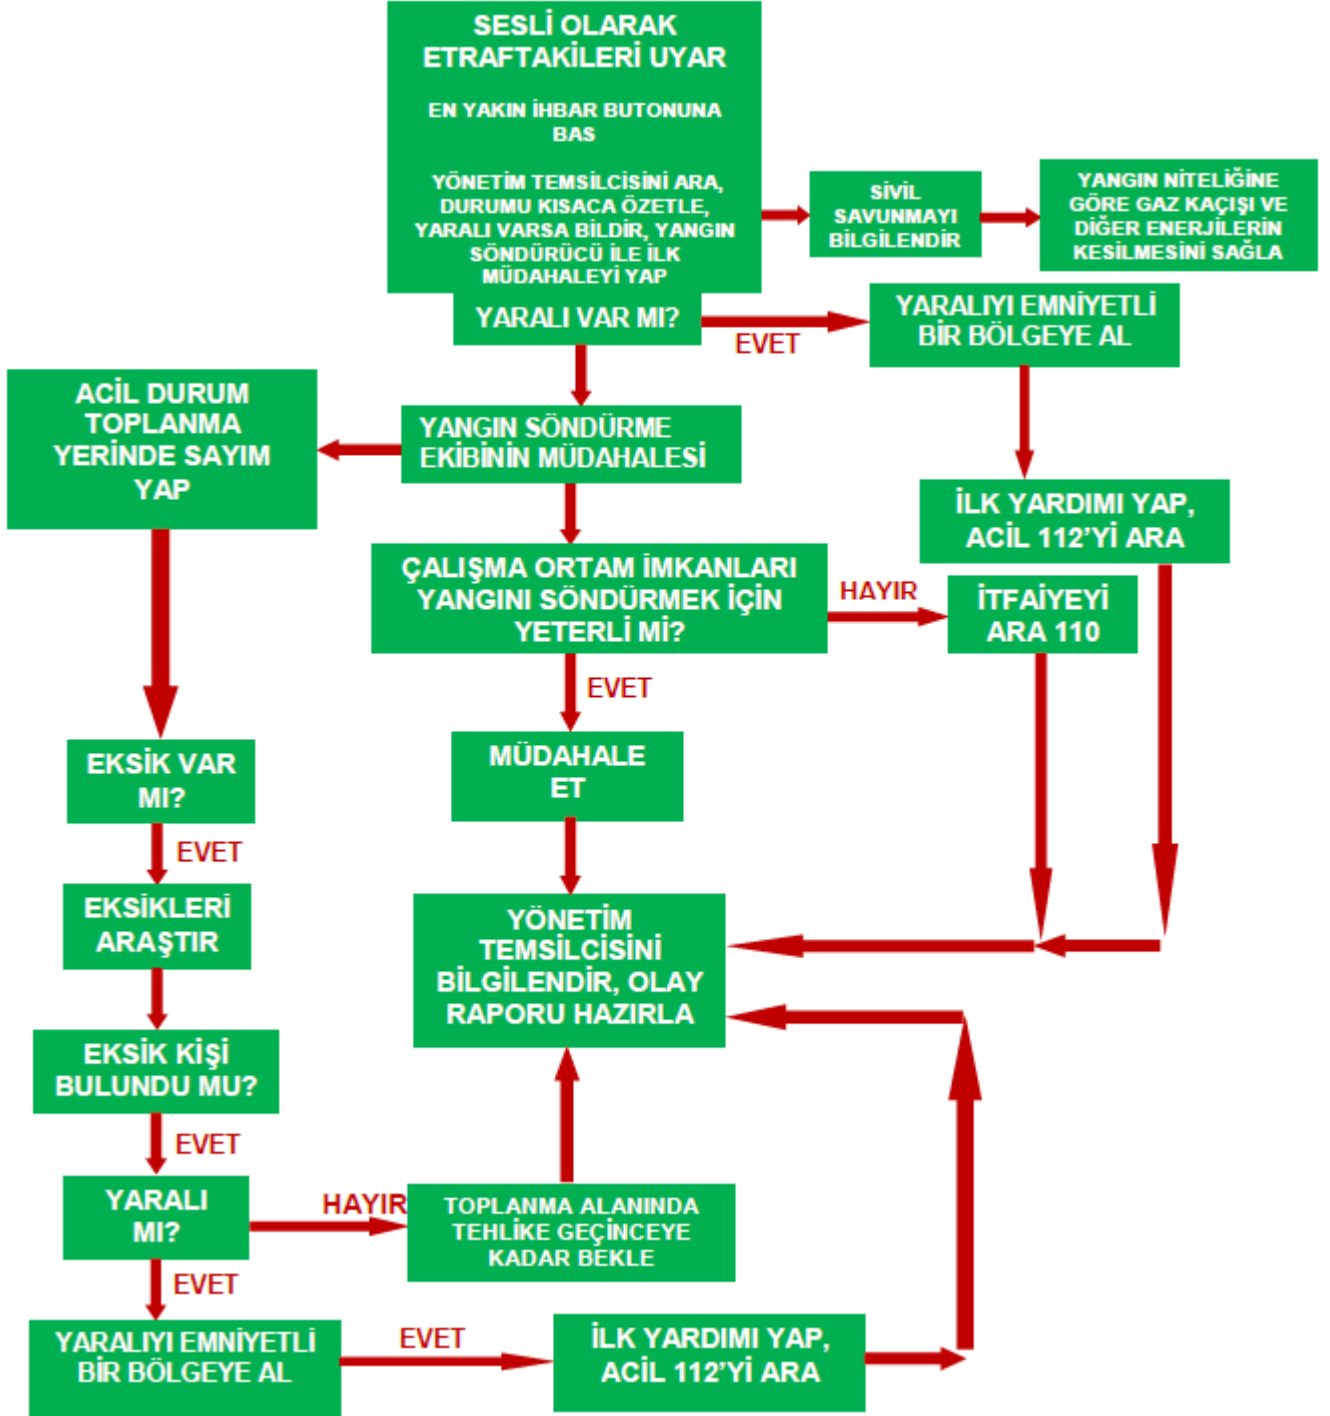 SESLİ OLARAK
ETRAFTAKİLERİ UYAR
EN YAKIN İHBAR BUTONUNA
BAS
YÖNETİM TEMSİLCİSİNİ ARA,
DURUMU KISACA ÖZETLE,
YARALI VARSA BİLDİR, YANGIN
SÖNDÜRÜCÜ İLE İLK
MÜDAHALEYİ YAP
SİVİL
SAVUNMAYI
BİLGİLENDİR
YANGIN NİTELİĞİNE
GÖRE GAZ KAÇIŞI VE
DİĞER ENERJİLERİN
KESİLMESİNİ SAĞLA
YARALI VAR MI?
EVET
YARALIYI EMNİYETLİ
BİR BÖLGEYE AL
ACİL DURUM
TOPLANMA
YERİNDE SAYIM
YAP
YANGIN SÖNDÜRME
EKİBİNİN MÜDAHALESİ
İLK YARDIMI YAP,
ACİL 112'Yİ ARA
ÇALIŞMA ORTAM İMKANLARI
YANGINI SÖNDÜRMEK İÇİN
YETERLİ Mİ?
HAYIR
İTFAİYEYİ
ARA 110
EVET
MÜDAHALE
ET
EKSİK VAR
MI?
EVET
EKSİKLERİ
ARAŞTIR
YÖNETİM
TEMSİLCİSİNİ
BİLGİLENDİR, OLAY
RAPORU HAZIRLA
EKSİK KİŞİ
BULUNDU MU?
EVET
YARALI
MI?
HAYIR
TOPLANMA ALANINDA
TEHLİKE GEÇİNCEYE
KADAR BEKLE
EVET
YARALIYI EMNİYETLİ
BİR BÖLGEYE AL
EVET
İLK YARDIMI YAP,
ACİL 112'Yİ ARA